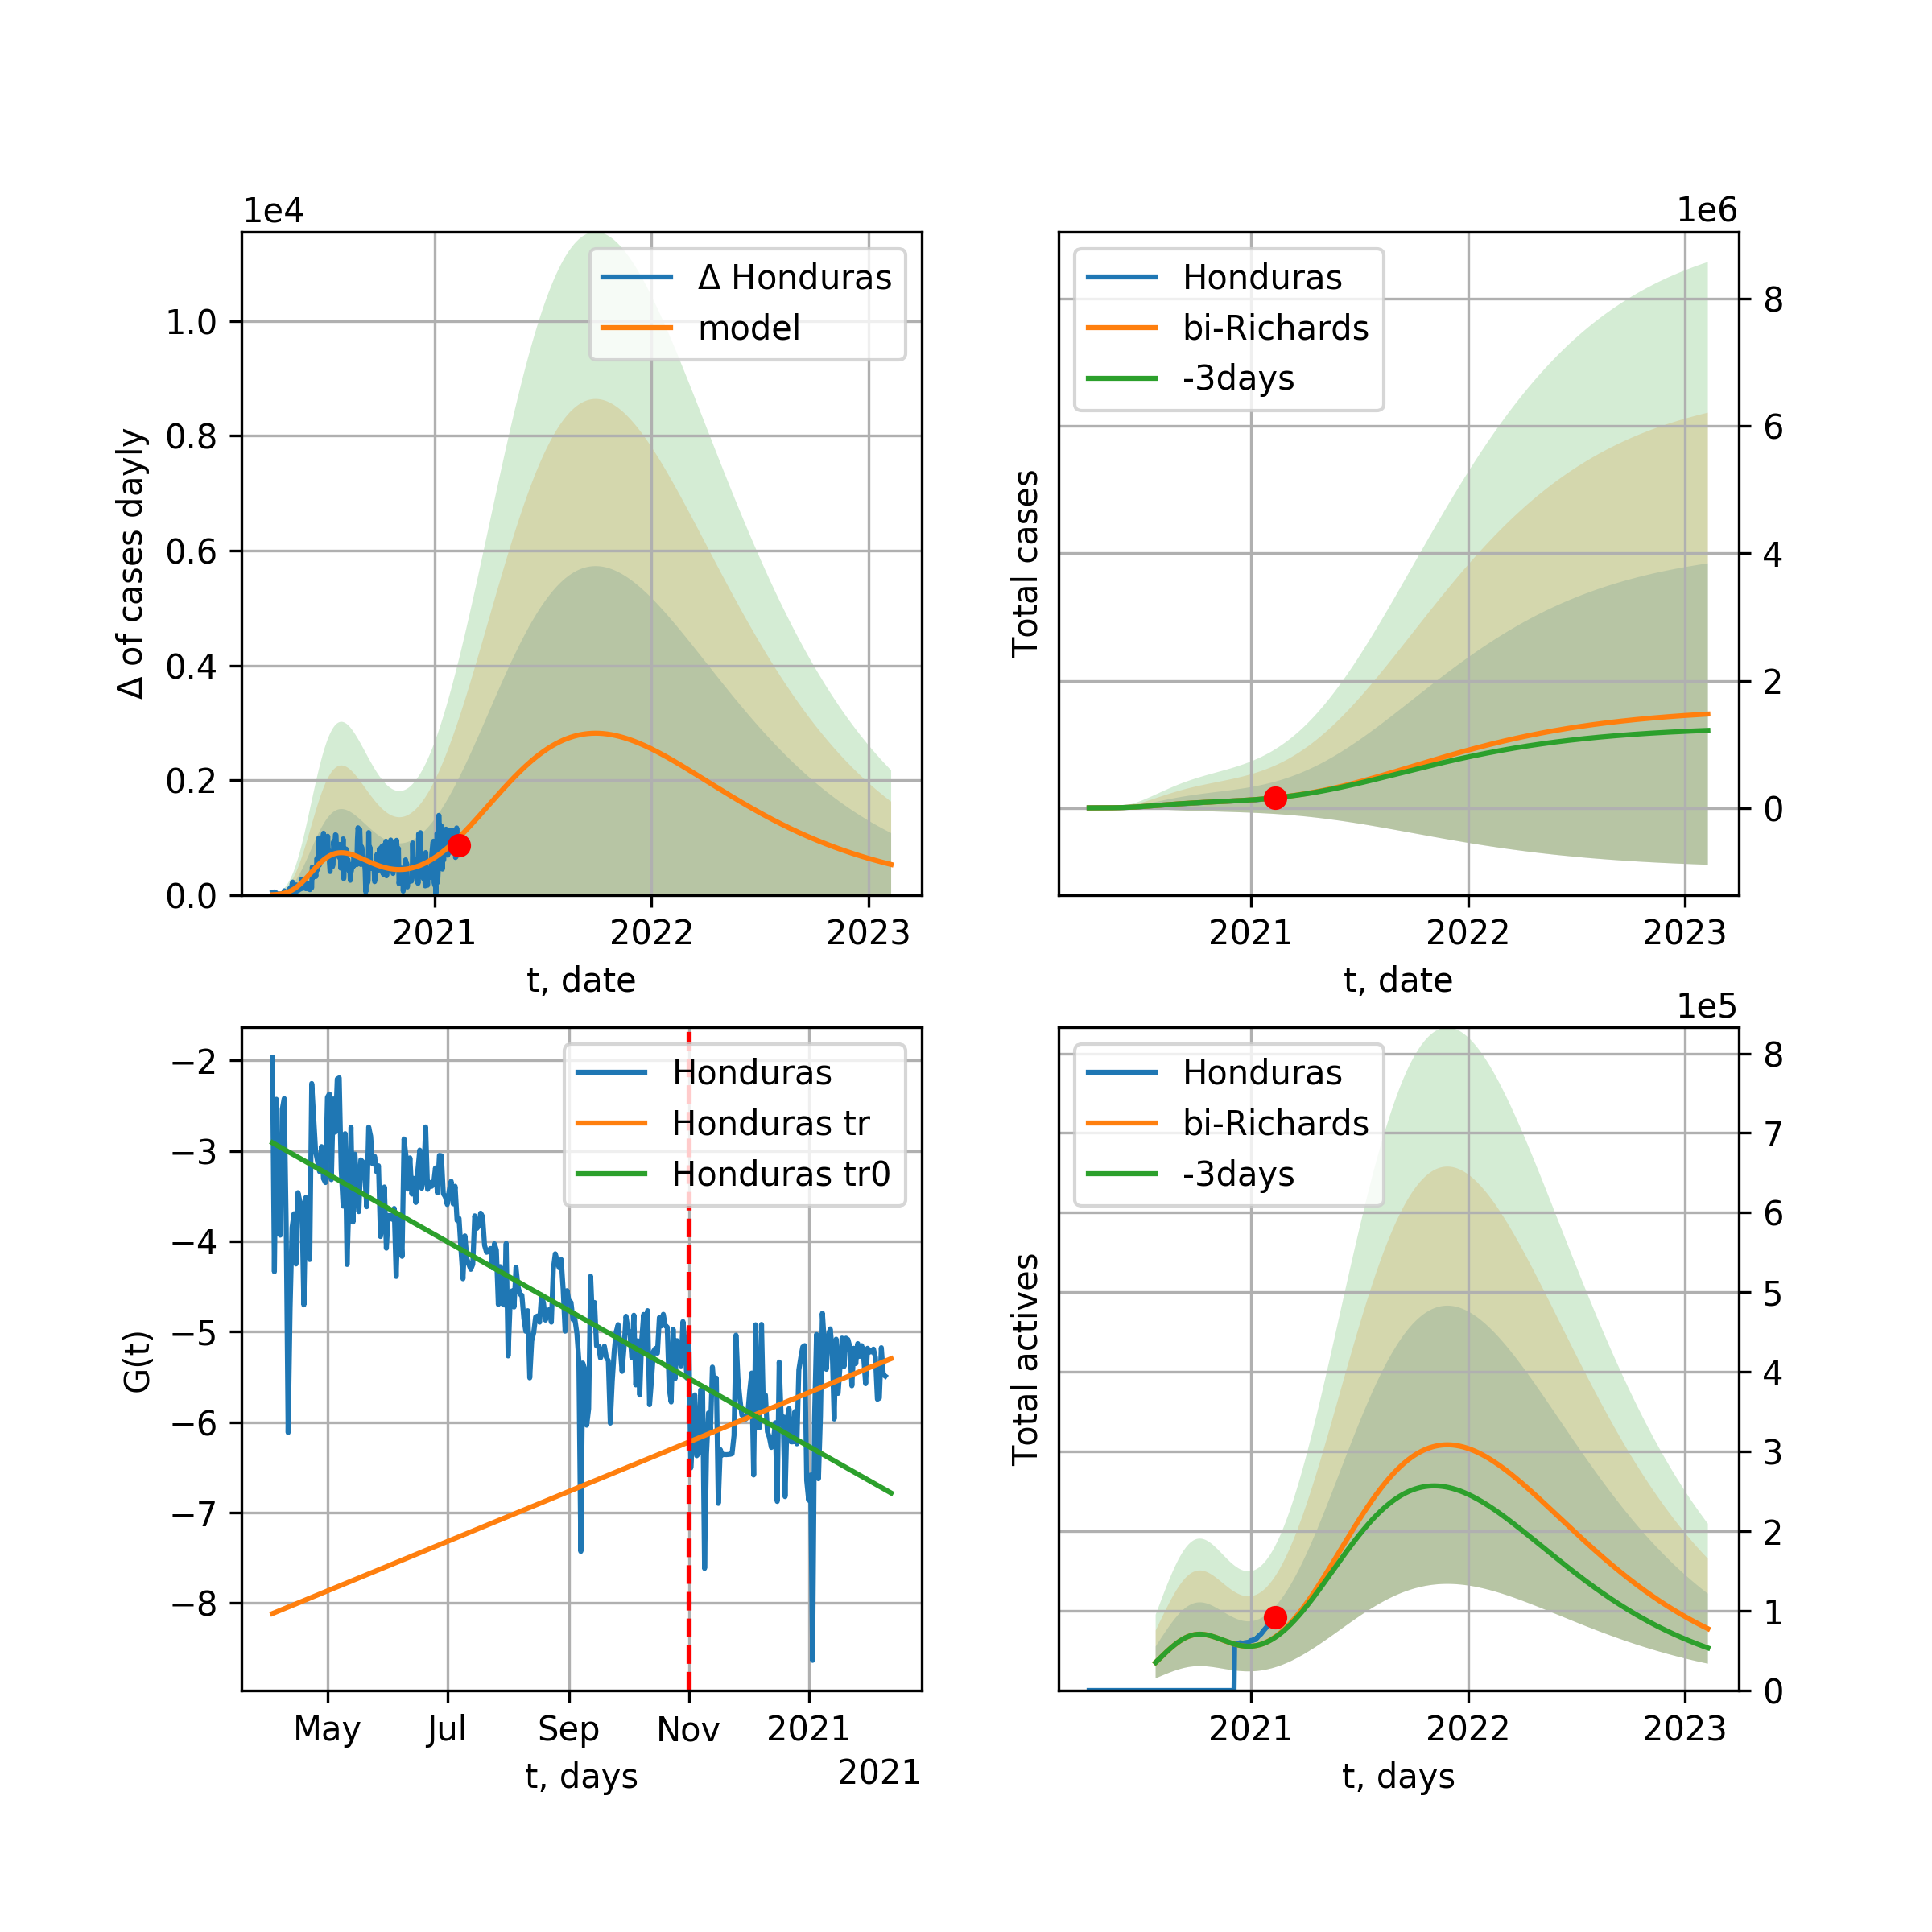 1e4
Δ Honduras
model
1.0
0.8
0.6
0.4
0.2
0.0
Δ of cases dayly
2021 2022 2023
t, date
1e6
Honduras
bi-Richards
-3days
8
6
4
2
0
Total cases
2021 2022 2023
t, date
Honduras
Honduras tr
Honduras tr0
−2
−3
−4
−5
−6
−7
−8
G(t)
May Jul Sep Nov 2021
t, days
2021
1e5
Honduras
bi-Richards
-3days
8
7
6
5
4
3
2
1
0
Total actives
2021 2022 2023
t, days